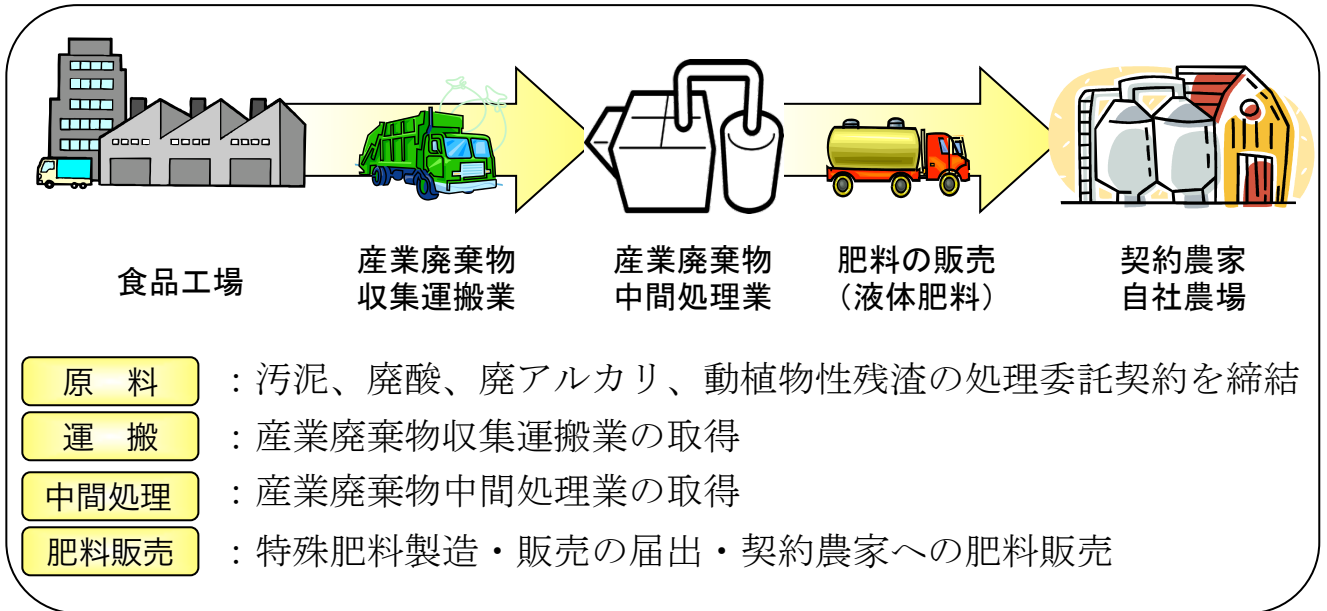 食品工場
産業廃棄物
収集運搬業
産業廃棄物
中間処理業
肥料の販売
（液体肥料）
契約農家
自社農場
原　料 ：汚泥、廃酸、廃アルカリ、動植物性残渣の処理委託契約を締結
運　搬 ：産業廃棄物収集運搬業の取得
中間処理 ：産業廃棄物中間処理業の取得
肥料販売 ：特殊肥料製造・販売の届出・契約農家への肥料販売